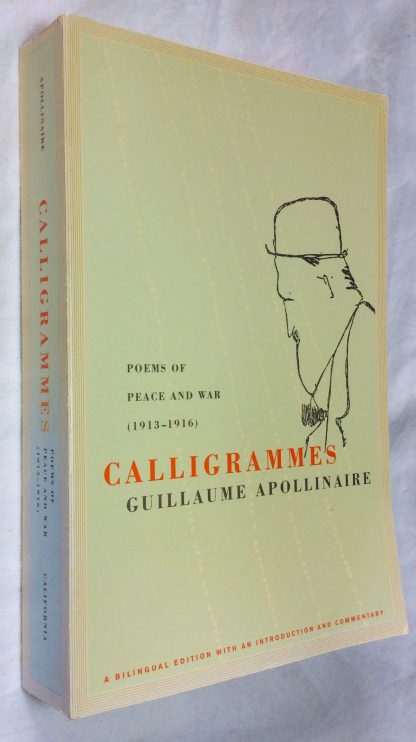 APOLLINAIRE
CALLIGRAMMES
POEMS OF
PEACE AND WAR
(1913–1916)
CALIFORNIA
POEMS OF
PEACE AND WAR
(1913–1916)
CALLIGRAMMES
GUILLAUME APOLLINAIRE
A BILINGUAL EDITION WITH AN INTRODUCTION AND COMMENTARY